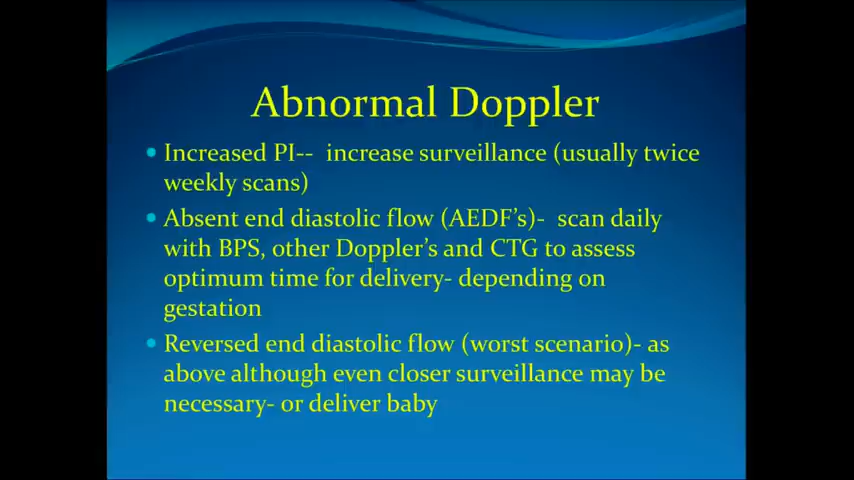 Abnormal Doppler
• Increased PI-- increase surveillance (usually twice
weekly scans)
• Absent end diastolic flow (AEDF's)- scan daily
with BPS, other Doppler's and CTG to assess
optimum time for delivery- depending on
gestation
• Reversed end diastolic flow (worst scenario)- as
above although even closer surveillance may be
necessary- or deliver baby